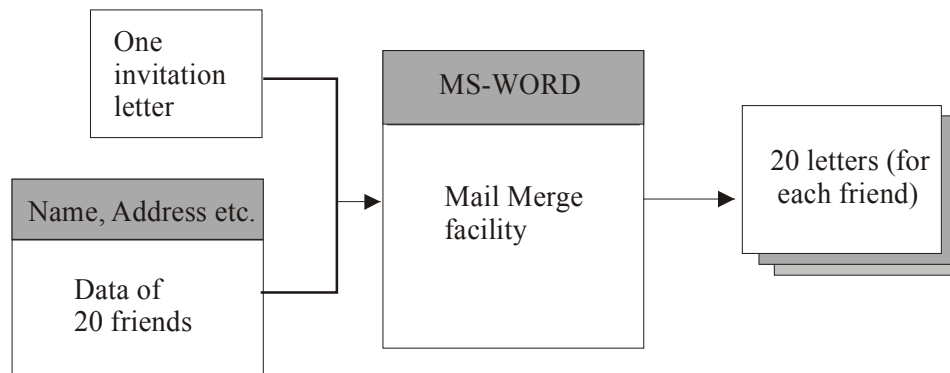 One
invitation
letter
Name, Address etc.
Data of
20 friends
MS-WORD
Mail Merge
facility
20 letters (for
each friend)